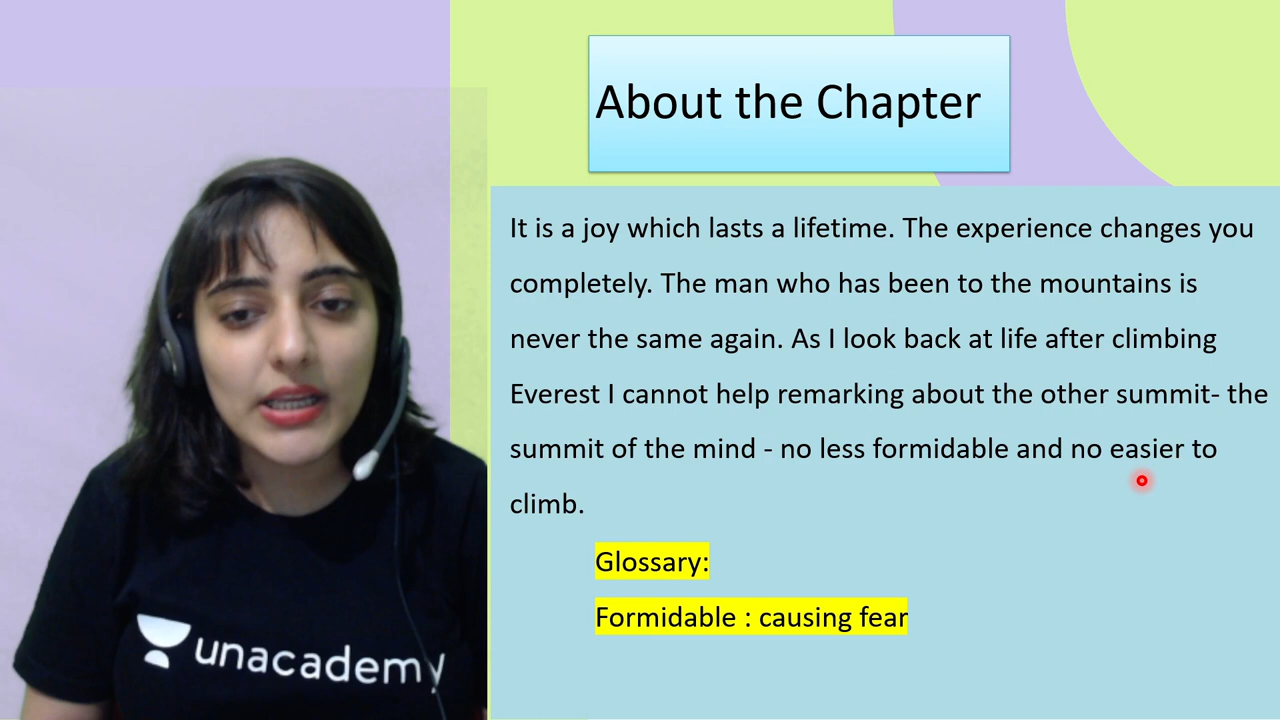 About the Chapter
It is a joy which lasts a lifetime. The experience changes you
completely. The man who has been to the mountains is
never the same again. As I look back at life after climbing
Everest I cannot help remarking about the other summit- the
summit of the mind - no less formidable and no easier to
climb.
Glossary:
Formidable : causing fear
unacademy